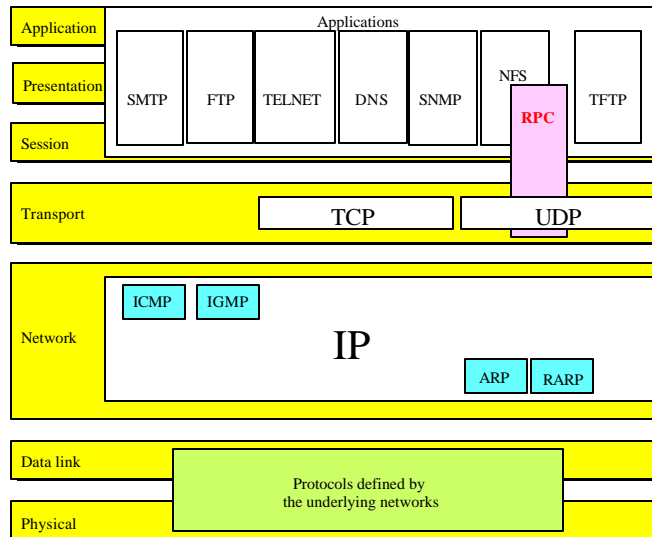 Application
Applications
Presentation
SMTP
FTP
TELNET
DNS
SNMP
NFS
RPC
TFTP
Session
Transport
TCP
UDP
ICMP
IGMP
Network
IP
ARP
RARP
Data link
Protocols defined by
the underlying networks
Physical